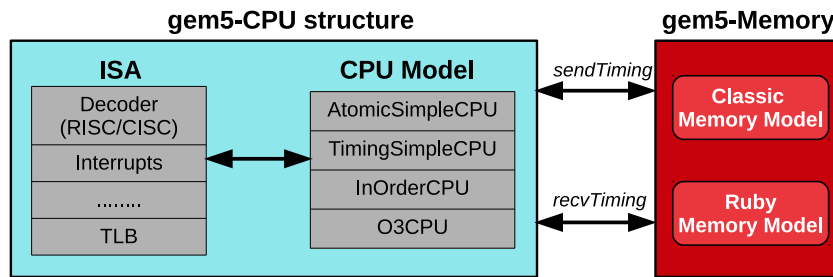 gem5-CPU structure
gem5-Memory
ISA
Decoder
(RISC/CISC)
Interrupts
........
TLB
CPU Model
AtomicSimpleCPU
TimingSimpleCPU
InOrderCPU
O3CPU
sendTiming
recvTiming
Classic
Memory Model
Ruby
Memory Model